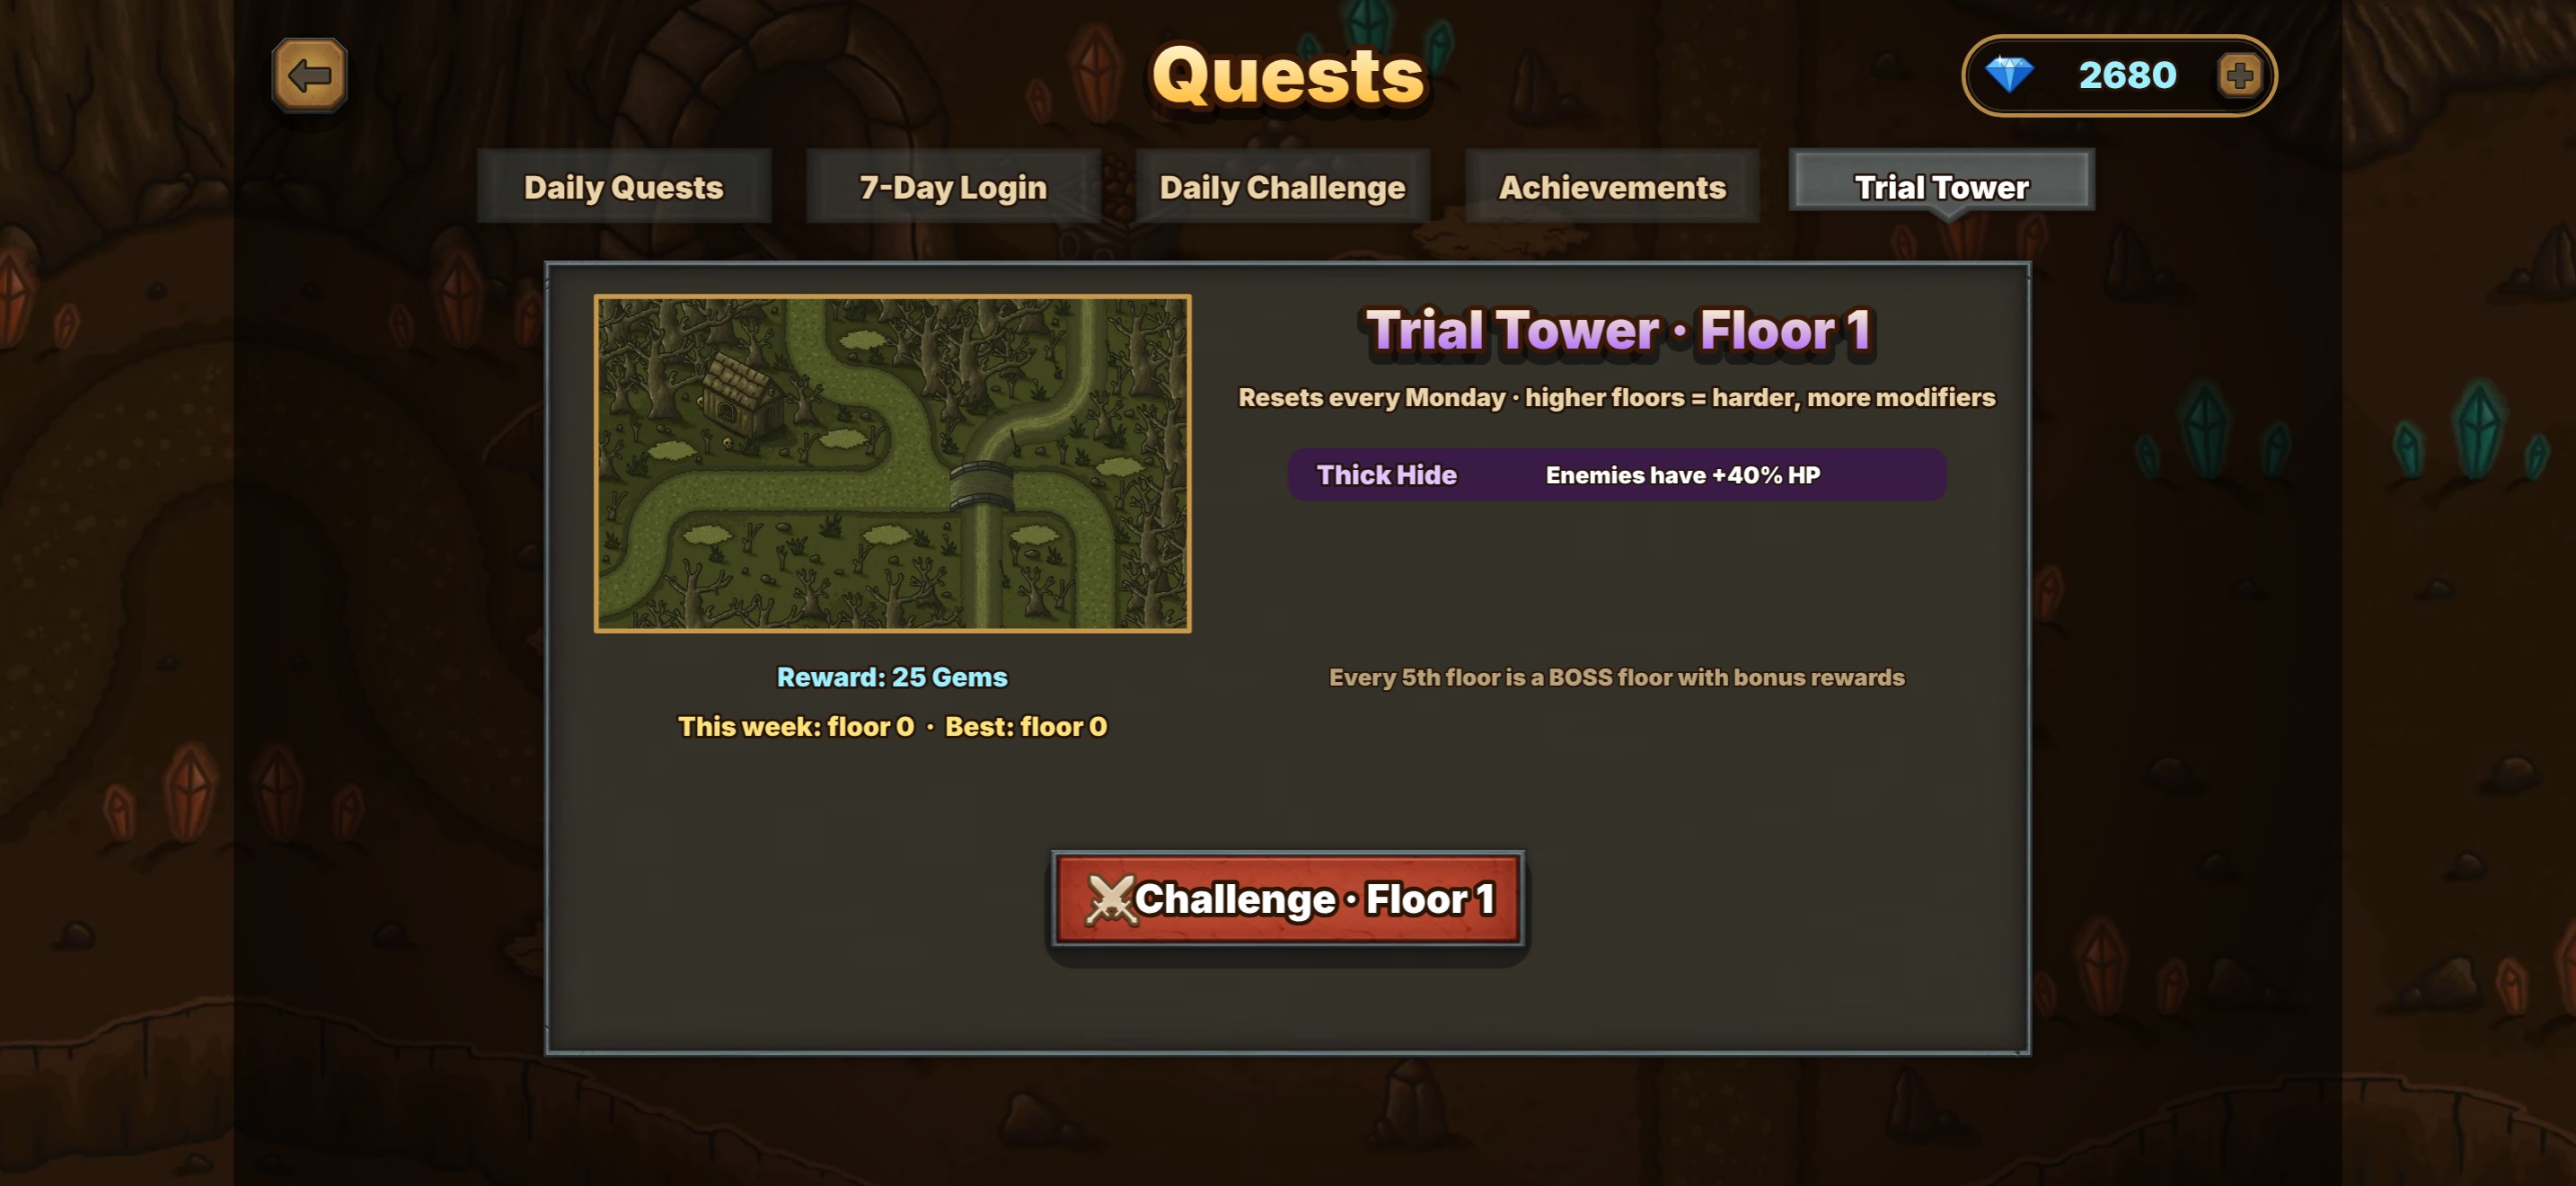 Quests
2680
Daily Quests
7-Day Login
Daily Challenge
Achievements
Trial Tower
Trial Tower · Floor 1
Resets every Monday · higher floors = harder, more modifiers
Thick Hide Enemies have +40% HP
Reward: 25 Gems
This week: floor 0 · Best: floor 0
Every 5th floor is a BOSS floor with bonus rewards
Challenge · Floor 1